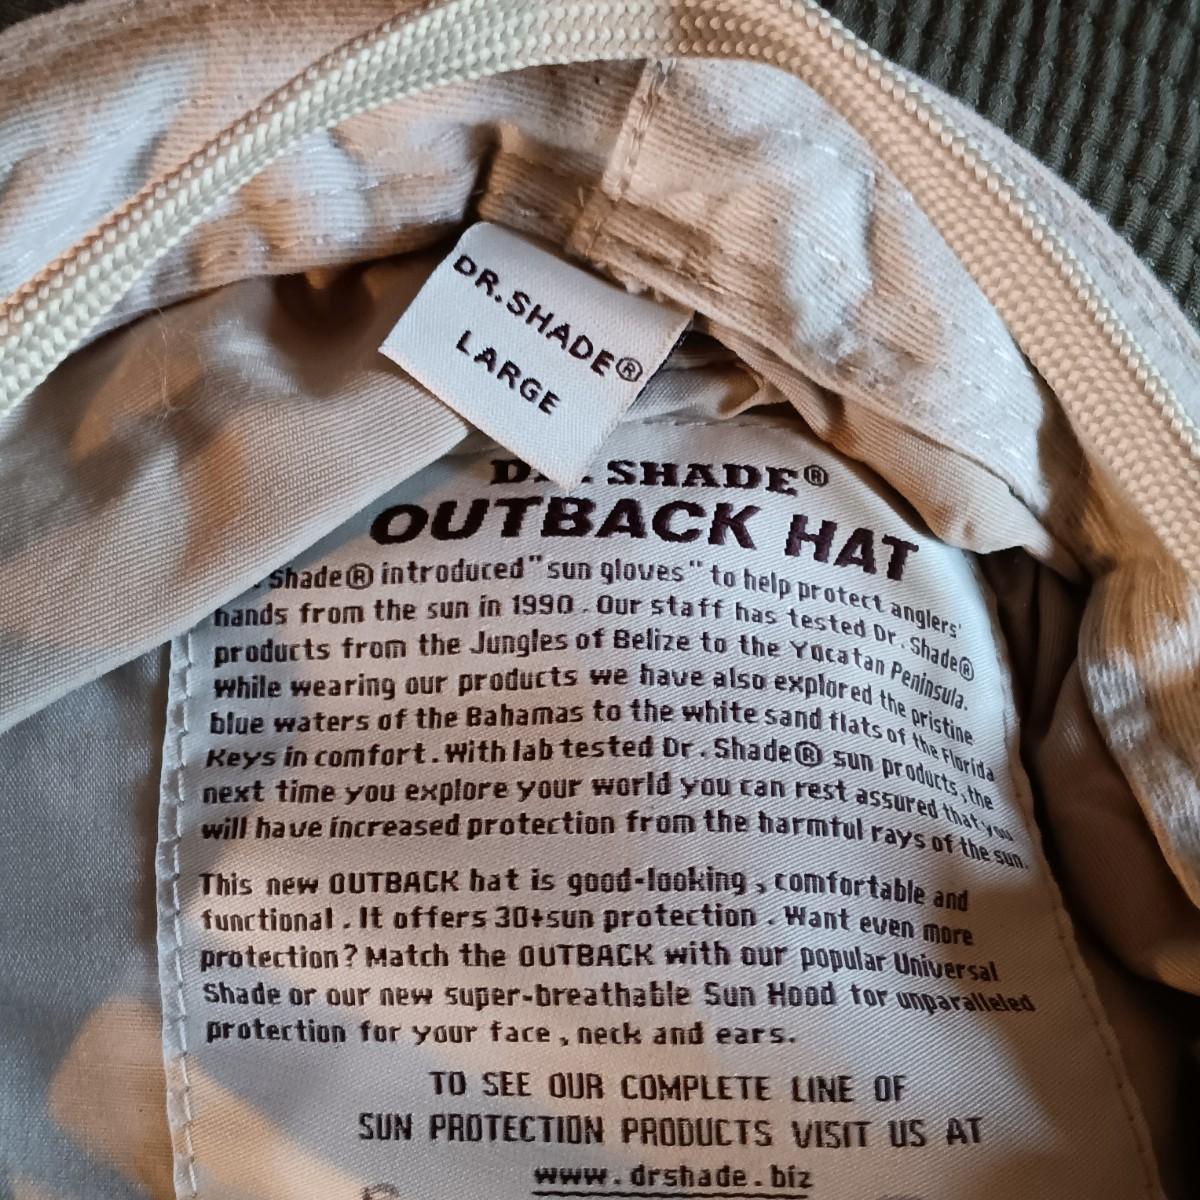 DR.SHADE®
LARGE
DR. SHADE®
OUTBACK HAT
. Shade® introduced "sun gloves" to help protect anglers'
hands from the sun in 1990. Our staff has tested Dr. Shade®
products from the Jungles of Belize to the Yucatan Peninsula.
While wearing our products we have also explored the pristine
blue waters of the Bahamas to the white sand flats of the Florida
Keys in comfort. With lab tested Dr. Shade® sun products, the
next time you explore your world you can rest assured that you
will have increased protection from the harmful rays of the sun.
This new OUTBACK hat is good-looking, comfortable and
functional. It offers 30+sun protection. Want even more
protection? Match the OUTBACK with our popular Universal
Shade or our new super-breathable Sun Hood for unparalleled
protection for your face, neck and ears.
TO SEE OUR COMPLETE LINE OF
SUN PROTECTION PRODUCTS VISIT US AT
www.drshade.biz